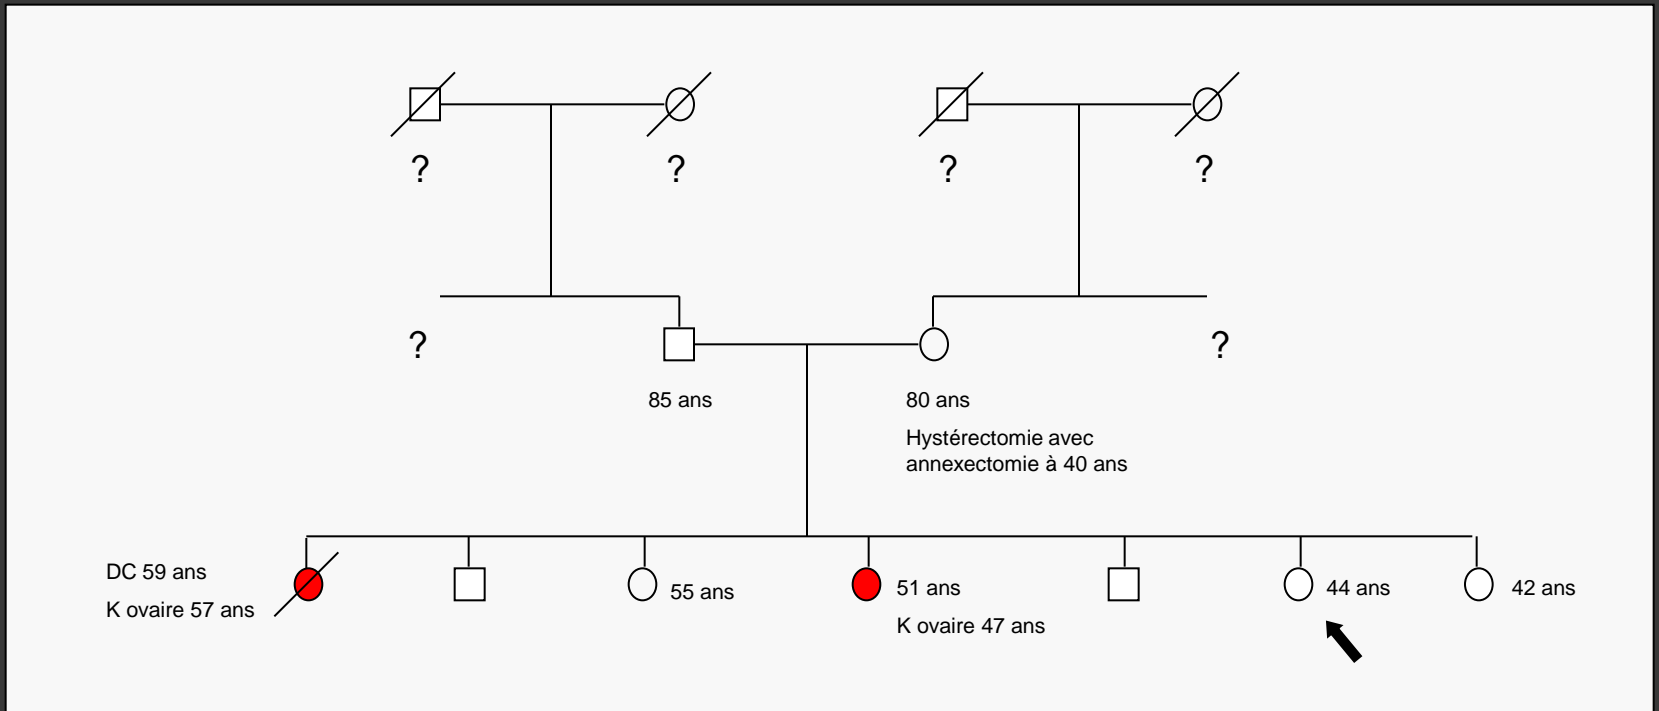 ?
?
?
?
?
?
85 ans
80 ans
Hystérectomie avec
annexectomie à 40 ans
DC 59 ans
K ovaire 57 ans
55 ans
51 ans
K ovaire 47 ans
44 ans
42 ans